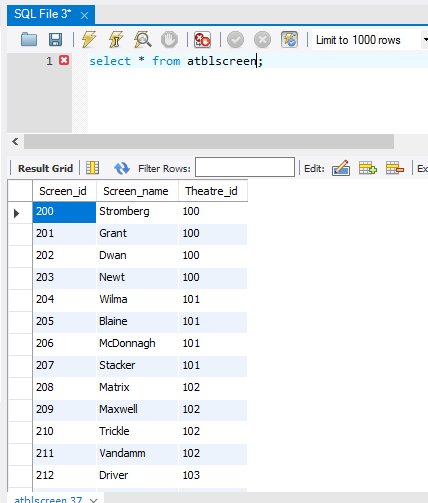 SQL File 3*
Limit to 1000 rows
1 select * from atblscreen;
Result Grid Filter Rows: Edit: Ex
Screen_id Screen_name Theatre_id
200 Stromberg 100
201 Grant 100
202 Dwan 100
203 Newt 100
204 Wilma 101
205 Blaine 101
206 McDonnagh 101
207 Stacker 101
208 Matrix 102
209 Maxwell 102
210 Trickle 102
211 Vandamm 102
212 Driver 103
atblscreen 37